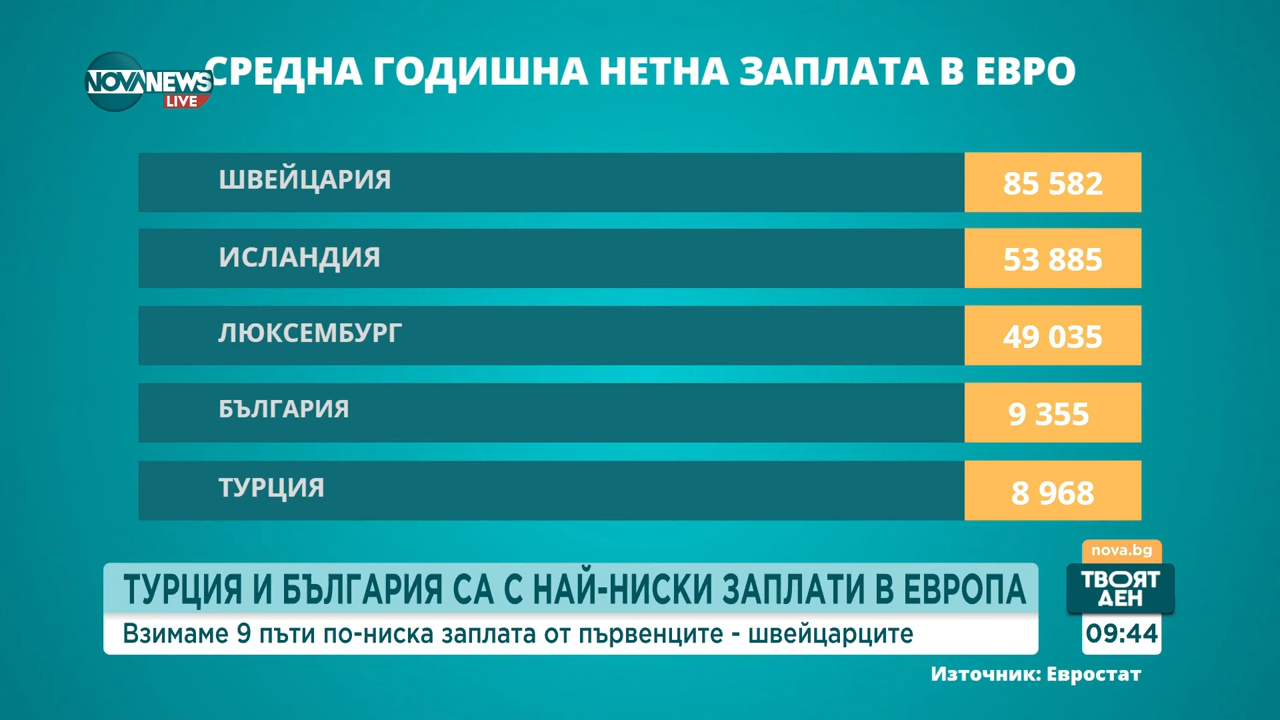 NOVANEWS
LIVE
СРЕДНА ГОДИШНА НЕТНА ЗАПЛАТА В ЕВРО
ШВЕЙЦАРИЯ 85 582
ИСЛАНДИЯ 53 885
ЛЮКСЕМБУРГ 49 035
БЪЛГАРИЯ 9 355
ТУРЦИЯ 8 968
ТУРЦИЯ И БЪЛГАРИЯ СА С НАЙ-НИСКИ ЗАПЛАТИ В ЕВРОПА
Взимаме 9 пъти по-ниска заплата от първенците - швейцарците
nova.bg
ТВОЯТ
ДЕН
09:44
Източник: Евростат